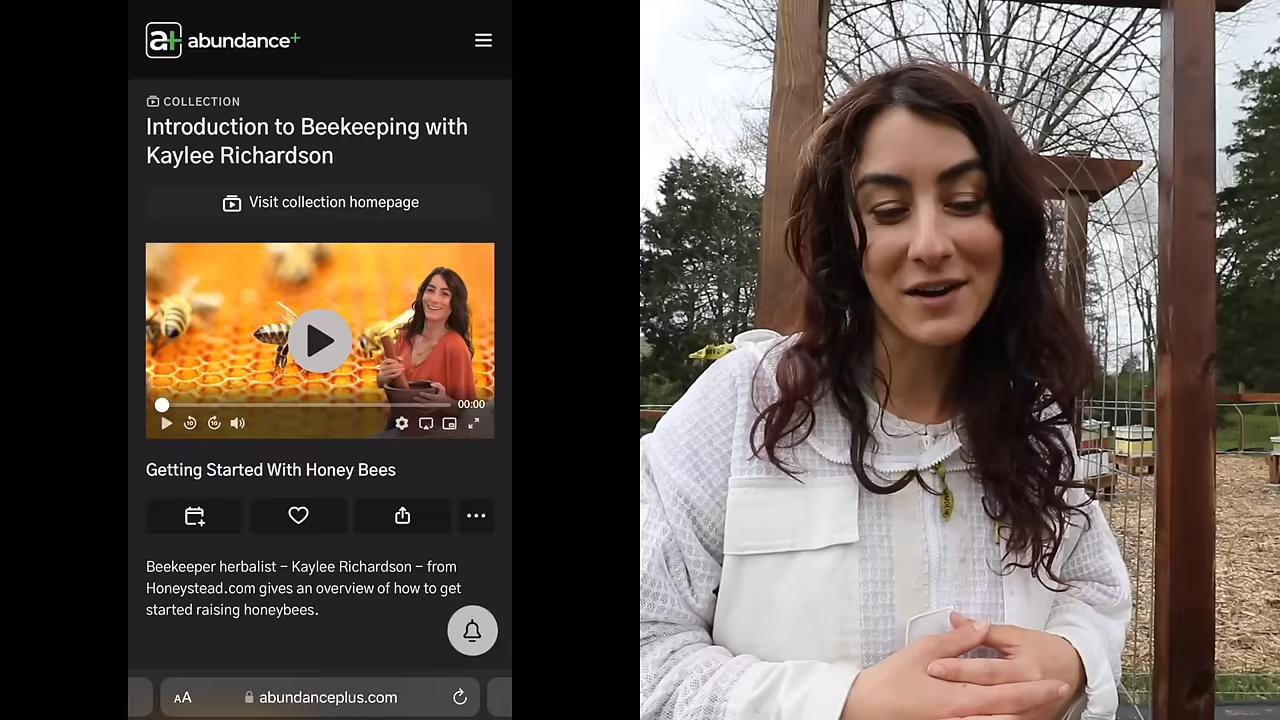 a+ abundance+
COLLECTION
Introduction to Beekeeping with
Kaylee Richardson
Visit collection homepage
00:00
10 10
Getting Started With Honey Bees
Beekeeper herbalist – Kaylee Richardson – from
Honeystead.com gives an overview of how to get
started raising honeybees.
AA abundanceplus.com